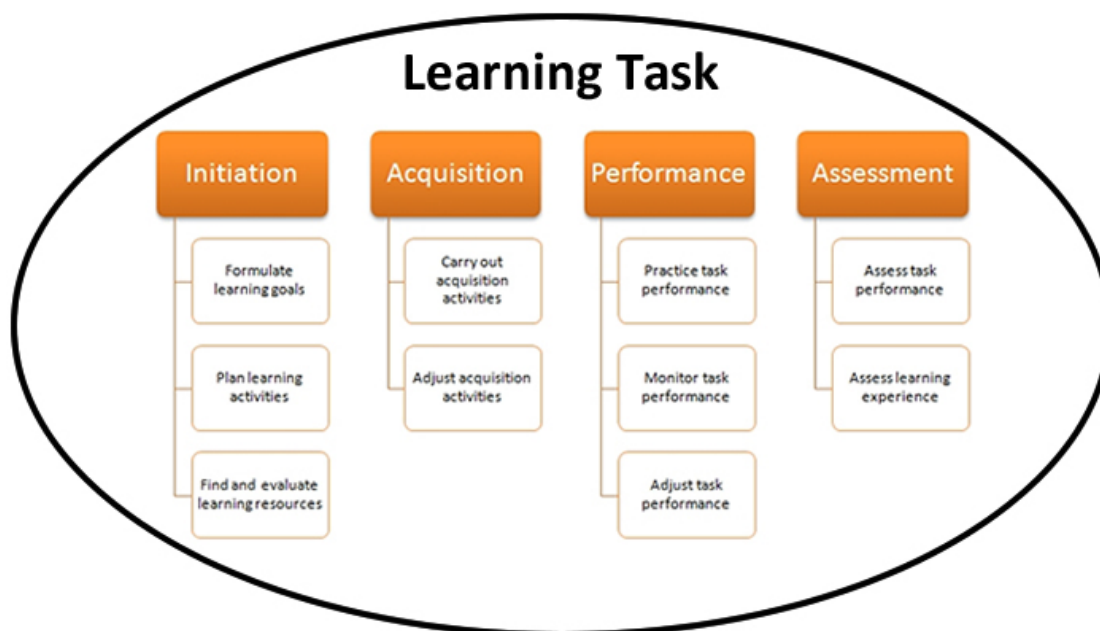 Learning Task
Initiation
Formulate
learning goals
Plan learning
activities
Find and evaluate
learning resources
Acquisition
Carry out
acquisition
activities
Adjust acquisition
activities
Performance
Practice task
performance
Monitor task
performance
Adjust task
performance
Assessment
Assess task
performance
Assess learning
experience